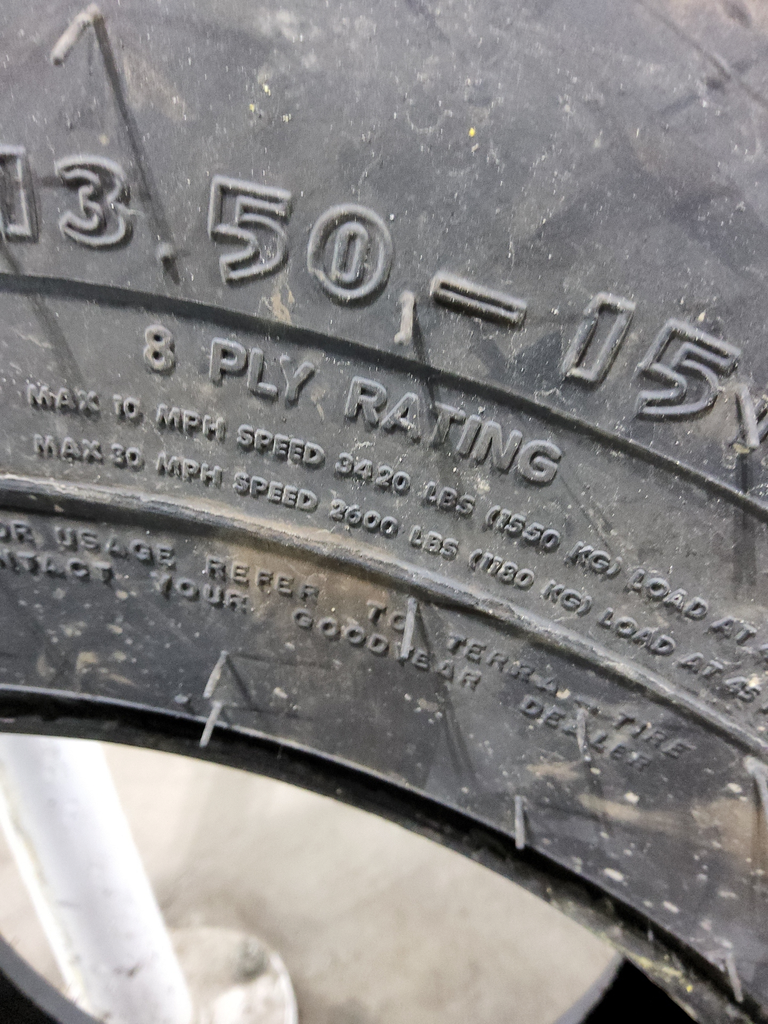 13.50-15
8 PLY RATING
MAX 10 MPH SPEED 3420 LBS (1550 KG) LOAD AT
MAX 30 MPH SPEED 2600 LBS (1180 KG) LOAD AT 45
USAGE REFER TO TERRA-TIRE
YOUR GOODYEAR DEALER